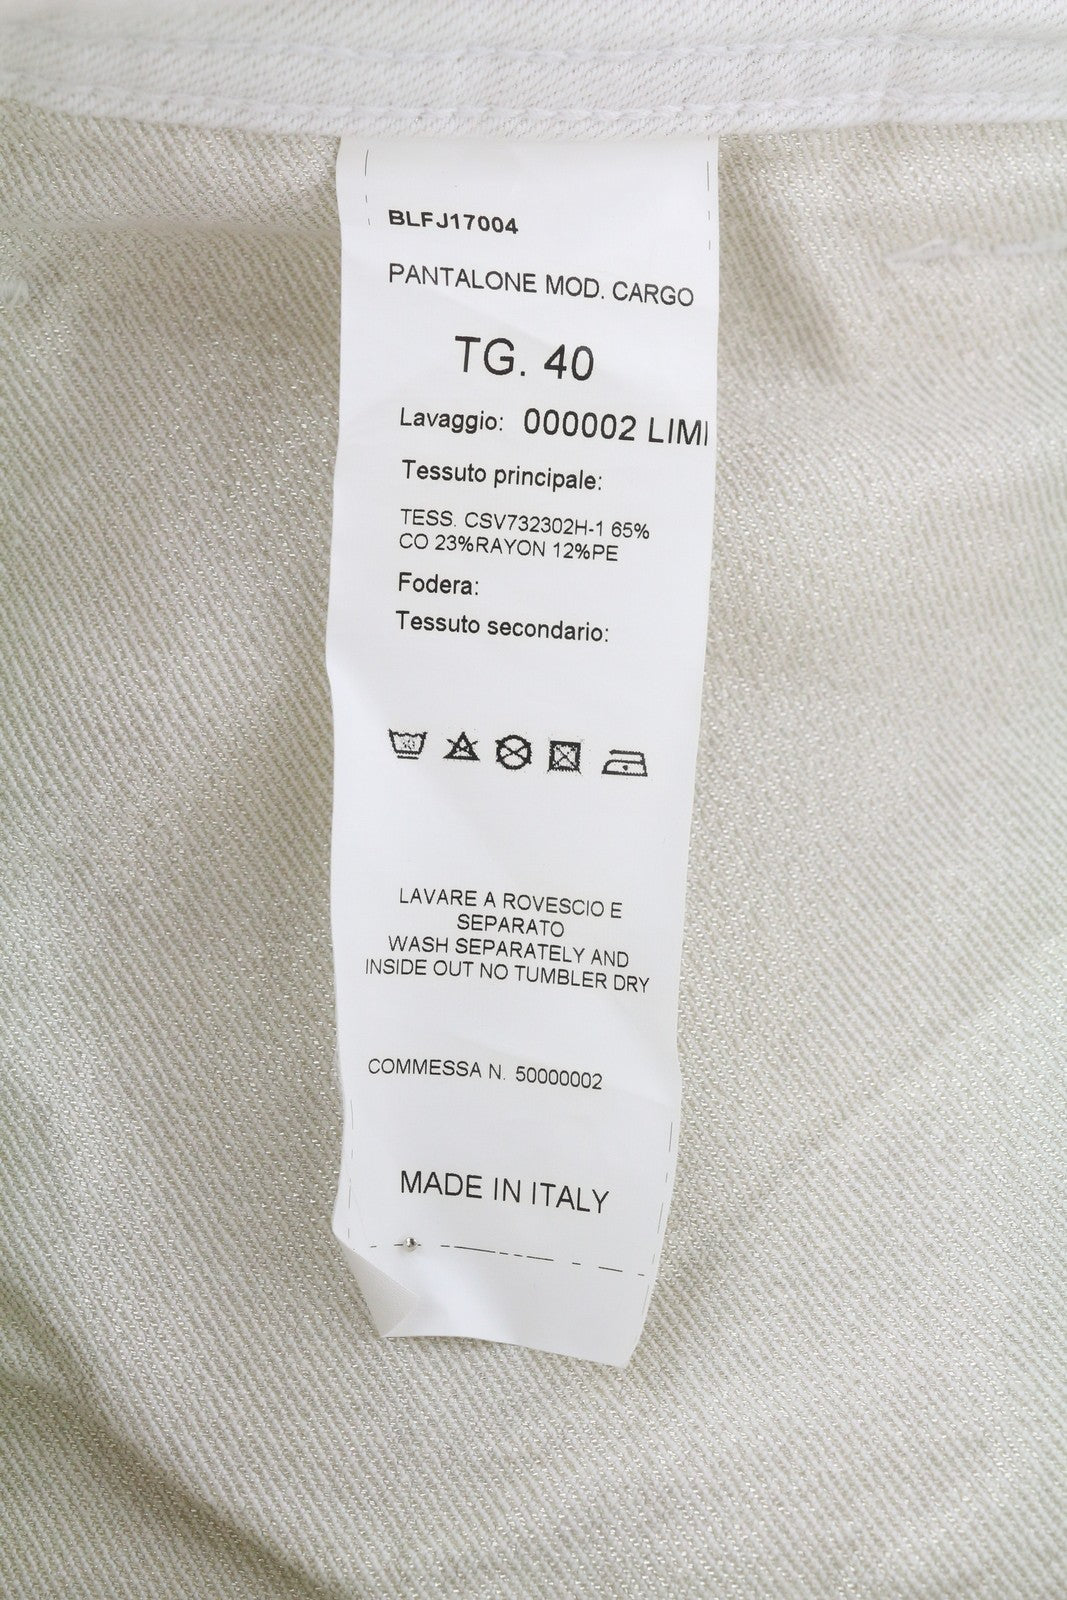 BLFJ17004
PANTALONE MOD. CARGO
TG. 40
Lavaggio: 000002 LIMI
Tessuto principale:
TESS. CSV732302H-1 65%
CO 23%RAYON 12%PE
Fodera:
Tessuto secondario:
30
LAVARE A ROVESCIO E
SEPARATO
WASH SEPARATELY AND
INSIDE OUT NO TUMBLER DRY
COMMESSA N. 50000002
MADE IN ITALY